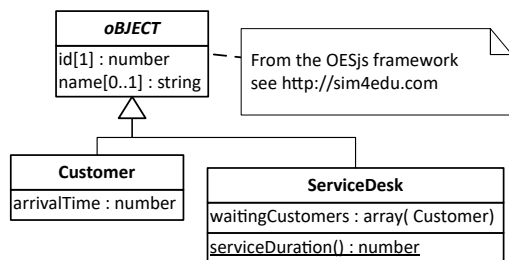 oBJECT
id[1] : number
name[0..1] : string
From the OESjs framework
see http://sim4edu.com
Customer
arrivalTime : number
ServiceDesk
waitingCustomers : array( Customer)
serviceDuration() : number